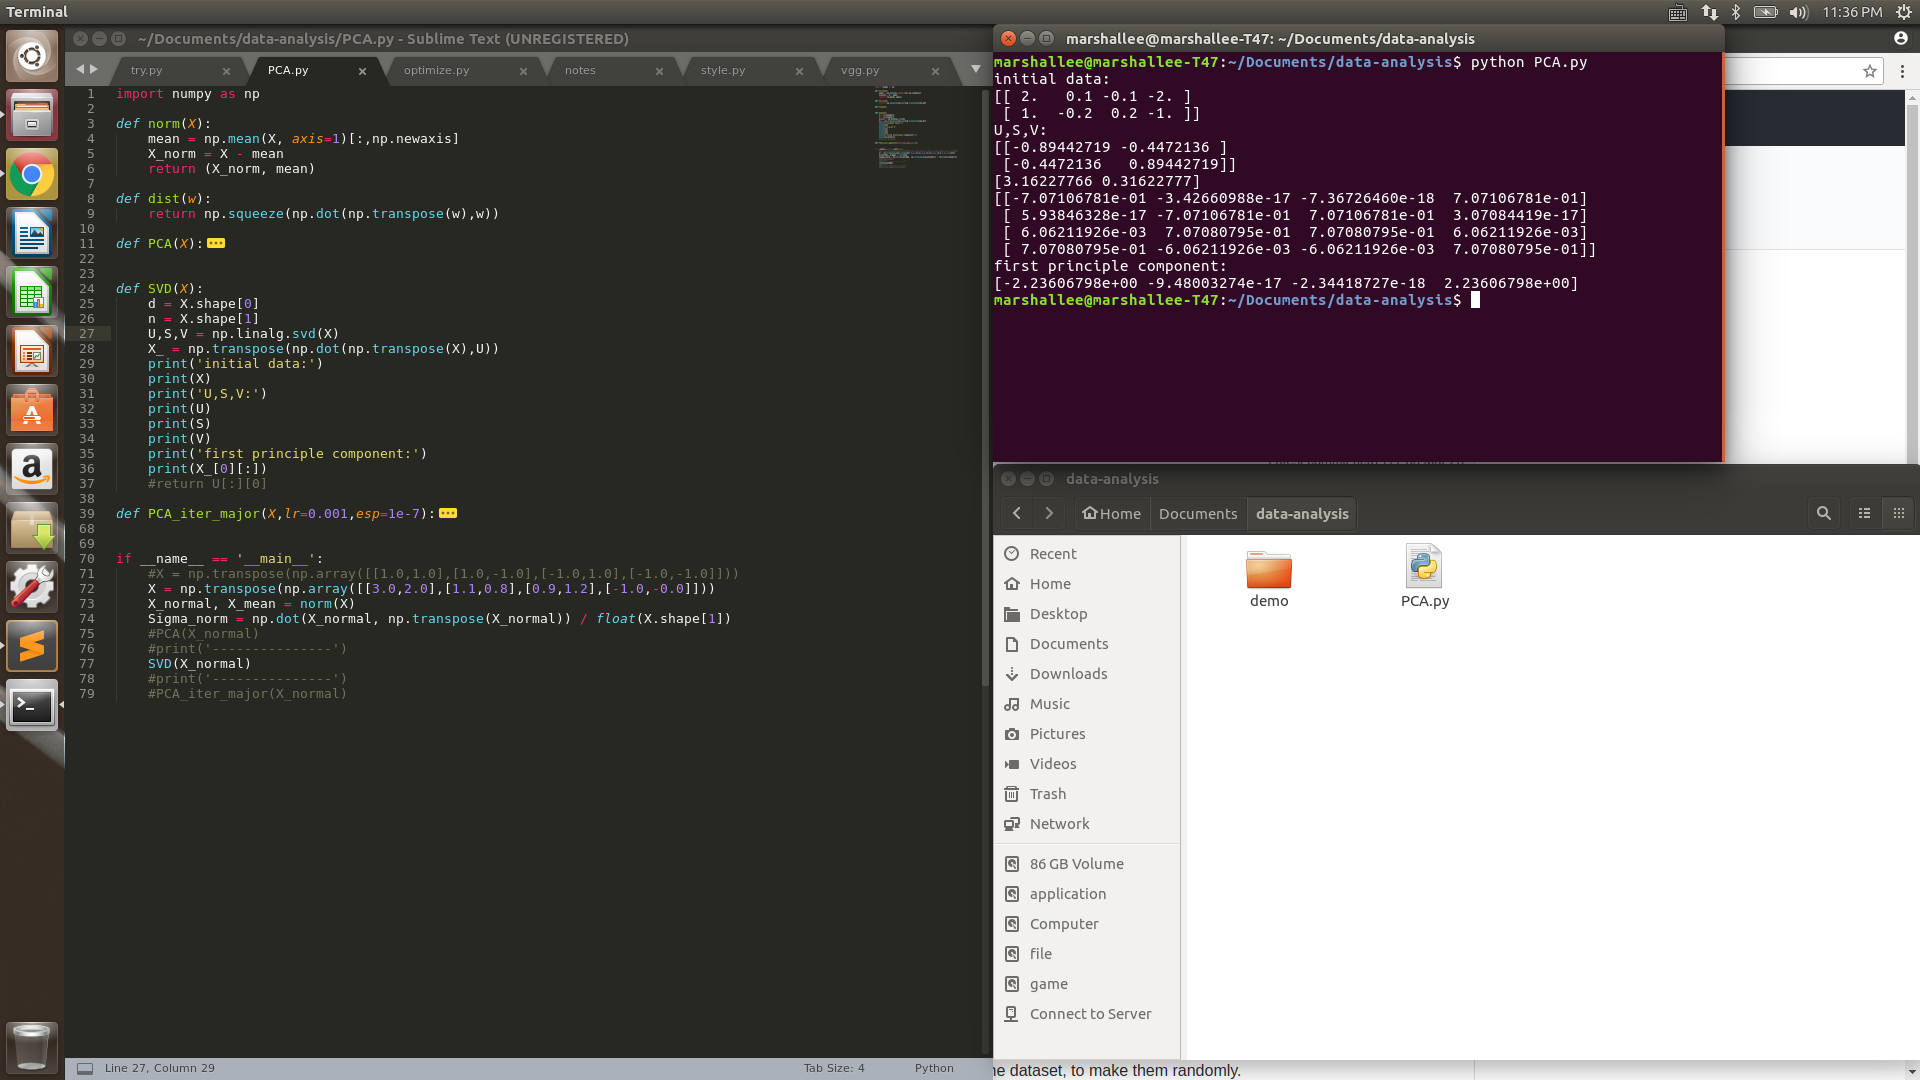 Terminal
11:36 PM
~/Documents/data-analysis/PCA.py - Sublime Text (UNREGISTERED)
try.py
PCA.py
optimize.py
notes
style.py
vgg.py
1 import numpy as np
2
3 def norm(X):
4 mean = np.mean(X, axis=1)[:,np.newaxis]
5 X_norm = X - mean
6 return (X_norm, mean)
7
8 def dist(w):
9 return np.squeeze(np.dot(np.transpose(w),w))
10
11 def PCA(X):
22
23
24 def SVD(X):
25 d = X.shape[0]
26 n = X.shape[1]
27 U,S,V = np.linalg.svd(X)
28 X_ = np.transpose(np.dot(np.transpose(X),U))
29 print('initial data:')
30 print(X)
31 print('U,S,V:')
32 print(U)
33 print(S)
34 print(V)
35 print('first principle component:')
36 print(X_[0][:])
37 #return U[:][0]
38
39 def PCA_iter_major(X,lr=0.001,esp=1e-7):
68
69
70 if __name__ == '__main__':
71 #X = np.transpose(np.array([[1.0,1.0],[1.0,-1.0],[-1.0,1.0],[-1.0,-1.0]]))
72 X = np.transpose(np.array([[3.0,2.0],[1.1,0.8],[0.9,1.2],[-1.0,-0.0]]))
73 X_normal, X_mean = norm(X)
74 Sigma_norm = np.dot(X_normal, np.transpose(X_normal)) / float(X.shape[1])
75 #PCA(X_normal)
76 #print('---------------')
77 SVD(X_normal)
78 #print('---------------')
79 #PCA_iter_major(X_normal)
Line 27, Column 29
Tab Size: 4
Python
marshallee@marshallee-T47: ~/Documents/data-analysis
marshallee@marshallee-T47:~/Documents/data-analysis$ python PCA.py
initial data:
[[ 2. 0.1 -0.1 -2. ]
[ 1. -0.2 0.2 -1. ]]
U,S,V:
[[-0.89442719 -0.4472136 ]
[-0.4472136 0.89442719]]
[3.16227766 0.31622777]
[[-7.07106781e-01 -3.42660988e-17 -7.36726460e-18 7.07106781e-01]
[ 5.93846328e-17 -7.07106781e-01 7.07106781e-01 3.07084419e-17]
[ 6.06211926e-03 7.07080795e-01 7.07080795e-01 6.06211926e-03]
[ 7.07080795e-01 -6.06211926e-03 -6.06211926e-03 7.07080795e-01]]
first principle component:
[-2.23606798e+00 -9.48003274e-17 -2.34418727e-18 2.23606798e+00]
marshallee@marshallee-T47:~/Documents/data-analysis$
data-analysis
Home
Documents
data-analysis
Recent
Home
Desktop
Documents
Downloads
Music
Pictures
Videos
Trash
Network
86 GB Volume
application
Computer
file
game
Connect to Server
demo
PCA.py
ne dataset, to make them randomly.